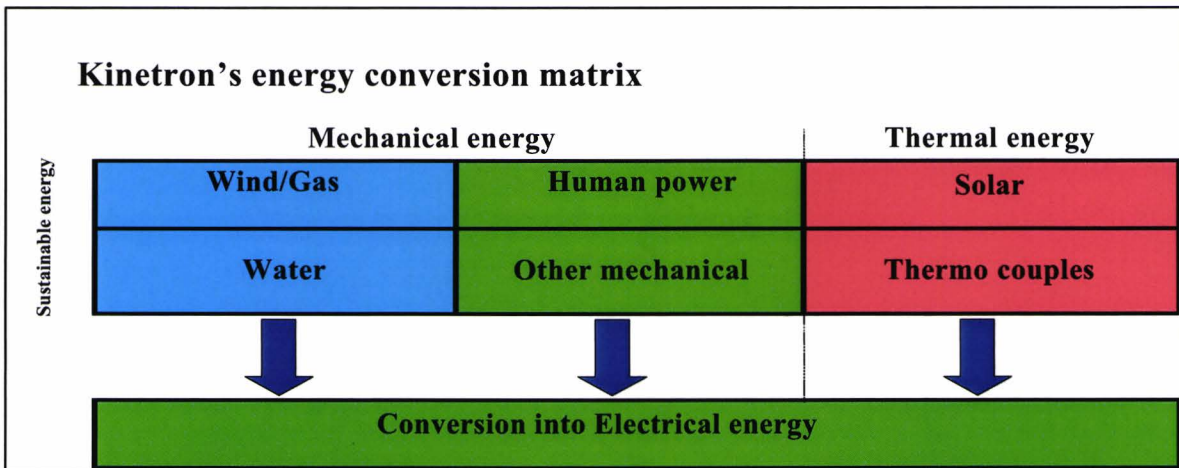 Kinetron's energy conversion matrix
Mechanical energy
Thermal energy
Sustainable energy
Wind/Gas
Human power
Solar
Water
Other mechanical
Thermo couples
Conversion into Electrical energy